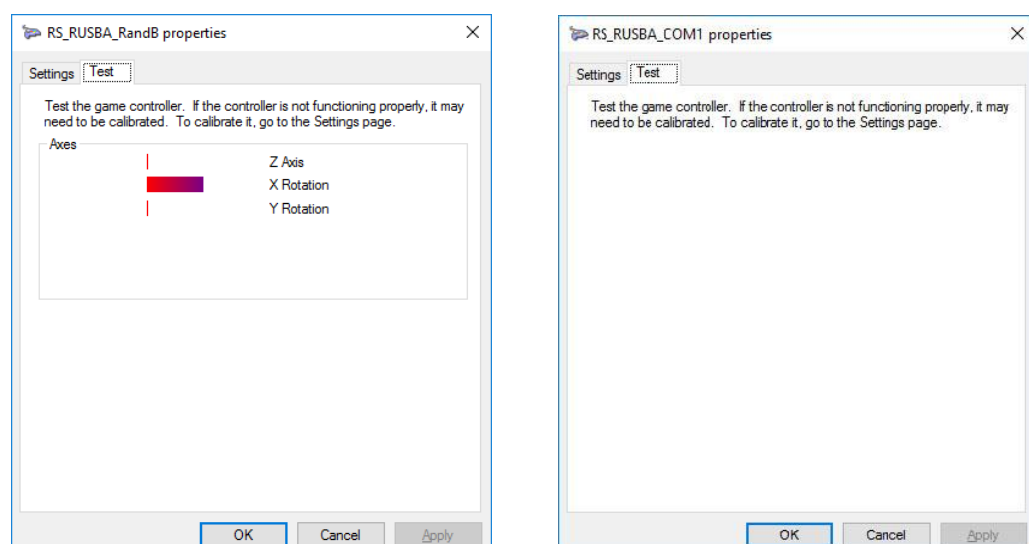 RS_RUSBA_RandB properties
Settings Test
Test the game controller. If the controller is not functioning properly, it may
need to be calibrated. To calibrate it, go to the Settings page.
Axes
Z Axis
X Rotation
Y Rotation
OK Cancel Apply
RS_RUSBA_COM1 properties
Settings Test
Test the game controller. If the controller is not functioning properly, it may
need to be calibrated. To calibrate it, go to the Settings page.
OK Cancel Apply